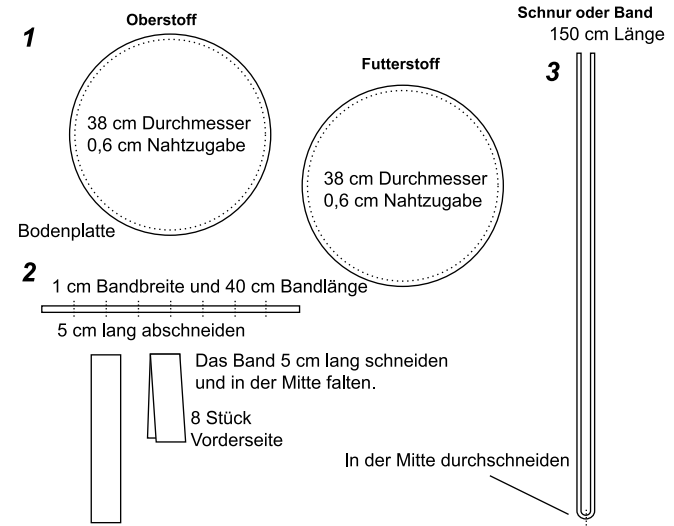 1
Oberstoff
38 cm Durchmesser
0,6 cm Nahtzugabe
Bodenplatte
Futterstoff
38 cm Durchmesser
0,6 cm Nahtzugabe
2
1 cm Bandbreite und 40 cm Bandlänge
5 cm lang abschneiden
Das Band 5 cm lang schneiden
und in der Mitte falten.
8 Stück
Vorderseite
Schnur oder Band
150 cm Länge
3
In der Mitte durchschneiden